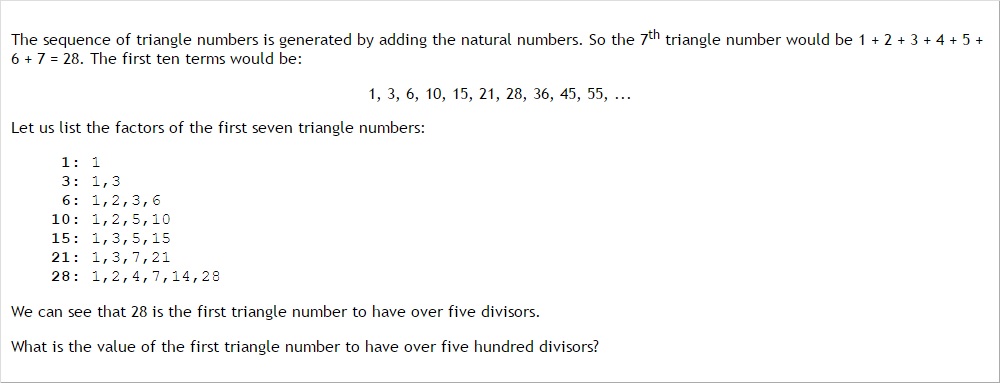 The sequence of triangle numbers is generated by adding the natural numbers. So the 7th triangle number would be 1 + 2 + 3 + 4 + 5 +
6 + 7 = 28. The first ten terms would be:
1, 3, 6, 10, 15, 21, 28, 36, 45, 55, ...
Let us list the factors of the first seven triangle numbers:
1: 1
3: 1,3
6: 1,2,3,6
10: 1,2,5,10
15: 1,3,5,15
21: 1,3,7,21
28: 1,2,4,7,14,28
We can see that 28 is the first triangle number to have over five divisors.
What is the value of the first triangle number to have over five hundred divisors?